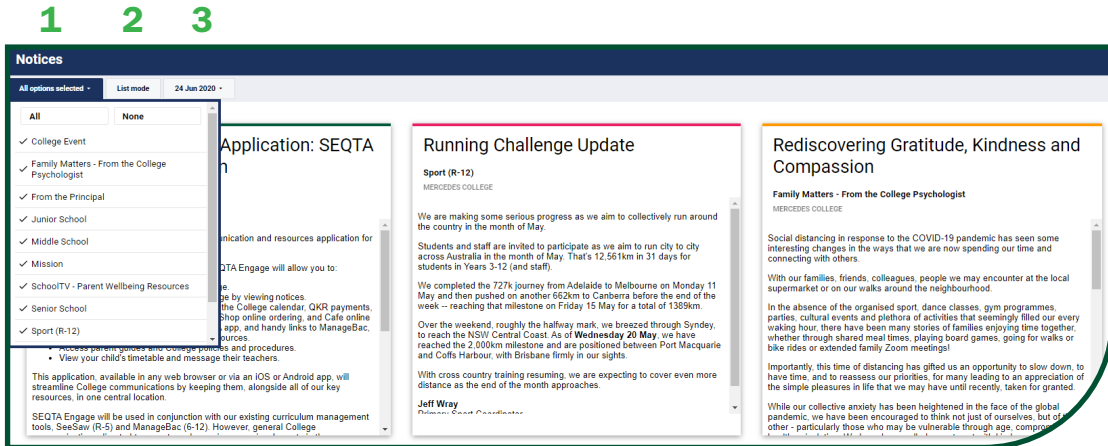 1 2 3
Notices
All options selected
List mode
24 Jun 2020
All
None
College Event
Family Matters - From the College
Psychologist
From the Principal
Junior School
Middle School
Mission
SchoolTV - Parent Wellbeing Resources
Senior School
Sport (R-12)
Application: SEQTA
nication and resources application for
QTA Engage will allow you to:
ge by viewing notices.
the College calendar, QKR payments,
Shop online ordering, and Cafe online
app, and handy links to ManageBac,
ources.
• Access parent guides and College policies and procedures.
• View your child's timetable and message their teachers.
This application, available in any web browser or via an iOS or Android app, will
streamline College communications by keeping them, alongside all of our key
resources, in one central location.
SEQTA Engage will be used in conjunction with our existing curriculum management
tools, SeeSaw (R-5) and ManageBac (6-12). However, general College
Running Challenge Update
Sport (R-12)
MERCEDES COLLEGE
We are making some serious progress as we aim to collectively run around
the country in the month of May.
Students and staff are invited to participate as we aim to run city to city
across Australia in the month of May. That's 12,561km in 31 days for
students in Years 3-12 (and staff).
We completed the 727k journey from Adelaide to Melbourne on Monday 11
May and then pushed on another 662km to Canberra before the end of the
week -- reaching that milestone on Friday 15 May for a total of 1389km.
Over the weekend, roughly the halfway mark, we breezed through Syndey,
to reach the NSW Central Coast. As of Wednesday 20 May, we have
reached the 2,000km milestone and are positioned between Port Macquarie
and Coffs Harbour, with Brisbane firmly in our sights.
With cross country training resuming, we are expecting to cover even more
distance as the end of the month approaches.
Jeff Wray
Primary Sport Coordinator
Rediscovering Gratitude, Kindness and
Compassion
Family Matters - From the College Psychologist
MERCEDES COLLEGE
Social distancing in response to the COVID-19 pandemic has seen some
interesting changes in the ways that we are now spending our time and
connecting with others.
With our families, friends, colleagues, people we may encounter at the local
supermarket or on our walks around the neighbourhood.
In the absence of the organised sport, dance classes, gym programmes,
parties, cultural events and plethora of activities that seemingly filled our every
waking hour, there have been many stories of families enjoying time together,
whether through shared meal times, playing board games, going for walks or
bike rides or extended family Zoom meetings!
Importantly, this time of distancing has gifted us an opportunity to slow down, to
have time, and to reassess our priorities, for many leading to an appreciation of
the simple pleasures in life that we may have until recently, taken for granted.
While our collective anxiety has been heightened in the face of the global
pandemic, we have been encouraged to think not just of ourselves, but of
other - particularly those who may be vulnerable through age,